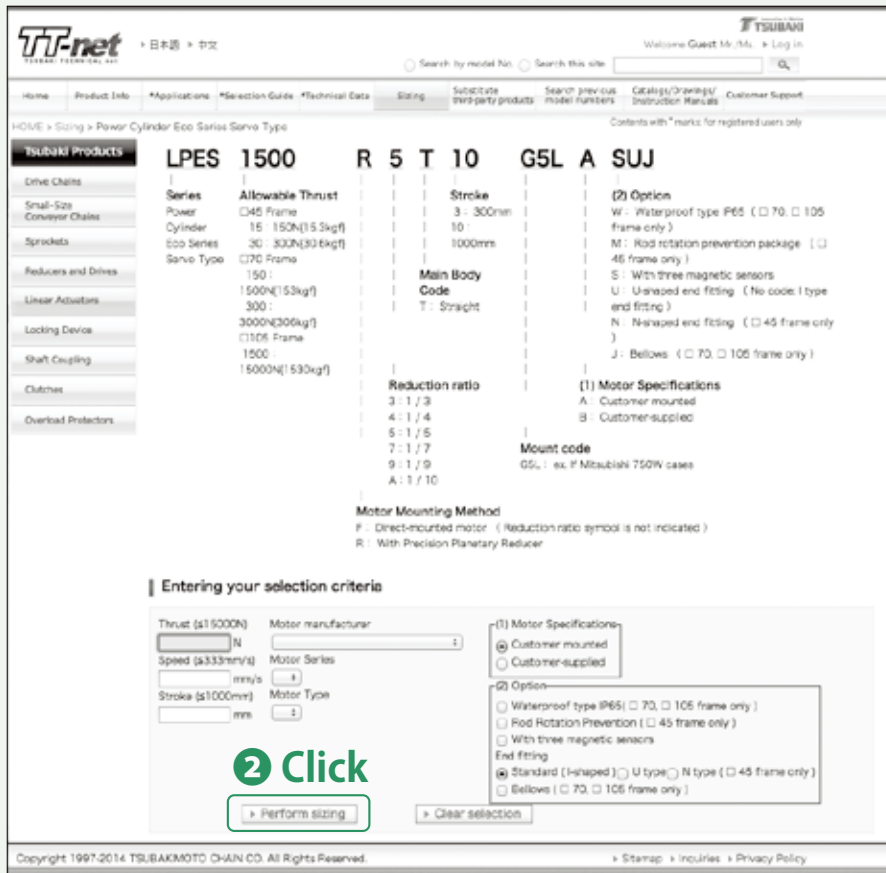 TT-net
TSUBAKI TECHNICAL net
▸ 日本語 ▸ 中文
TSUBAKI
Welcome Guest Mr./Ms. ▸ Log in
Search by model No. Search this site
Home Product Info *Applications *Selection Guide *Technical Data Sizing Substitute third-party products Search previous model numbers Catalogs/Drawings/Instruction Manuals Customer Support
HOME > Sizing > Power Cylinder Eco Series Servo Type
Contents with * marks: for registered users only
Tsubaki Products
Drive Chains
Small-Size
Conveyor Chains
Sprockets
Reducers and Drives
Linear Actuators
Locking Device
Shaft Coupling
Clutches
Overload Protectors
LPES 1500 R 5 T 10 G5L A SUJ
Series
Power
Cylinder
Eco Series
Servo Type
Allowable Thrust
□45 Frame
15 : 150N{15.3kgf}
30 : 300N{30.6kgf}
□70 Frame
150 :
1500N{153kgf}
300 :
3000N{306kgf}
□105 Frame
1500 :
15000N{1530kgf}
Stroke
3 : 300mm
10 :
1000mm
Main Body
Code
T : Straight
(2) Option
W : Waterproof type IP65 ( □ 70, □ 105
frame only )
M : Rod rotation prevention package ( □
45 frame only )
S : With three magnetic sensors
U : U-shaped end fitting ( No code: I type
end fitting )
N : N-shaped end fitting ( □ 45 frame only
)
J : Bellows ( □ 70, □ 105 frame only )
Reduction ratio
3 : 1 / 3
4 : 1 / 4
5 : 1 / 5
7 : 1 / 7
9 : 1 / 9
A : 1 / 10
(1) Motor Specifications
A : Customer mounted
B : Customer-supplied
Mount code
G5L : ex. If Mitsubishi 750W cases
Motor Mounting Method
F : Direct-mounted motor ( Reduction ratio symbol is not indicated )
R : With Precision Planetary Reducer
Entering your selection criteria
Thrust (≦15000N)
N
Speed (≦333mm/s)
mm/s
Stroke (≦1000mm)
mm
Motor manufacturer
Motor Series
Motor Type
(1) Motor Specifications
Customer mounted
Customer-supplied
(2) Option
Waterproof type IP65( □ 70, □ 105 frame only )
Rod Rotation Prevention ( □ 45 frame only )
With three magnetic sensors
End fitting
Standard ( I-shaped ) U type N type ( □ 45 frame only )
Bellows ( □ 70, □ 105 frame only )
❷ Click
▸ Perform sizing ▸ Clear selection
Copyright 1997-2014 TSUBAKIMOTO CHAIN CO. All Rights Reserved.
▸ Sitemap ▸ Inquiries ▸ Privacy Policy